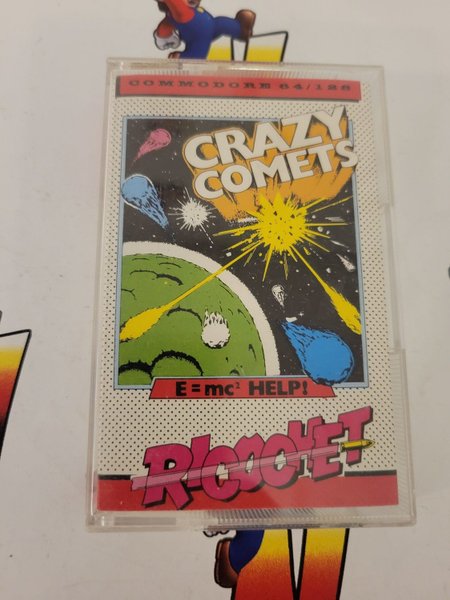 COMMODORE 64/128
CRAZY
COMETS
E=mc² HELP!
RICOCHET